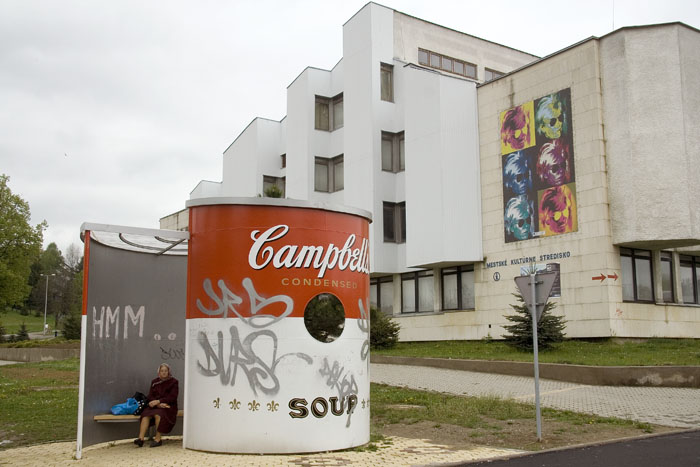 Campbell's
CONDENSED
SOUP
HMM...
MESTSKÉ KULTÚRNE STREDISKO